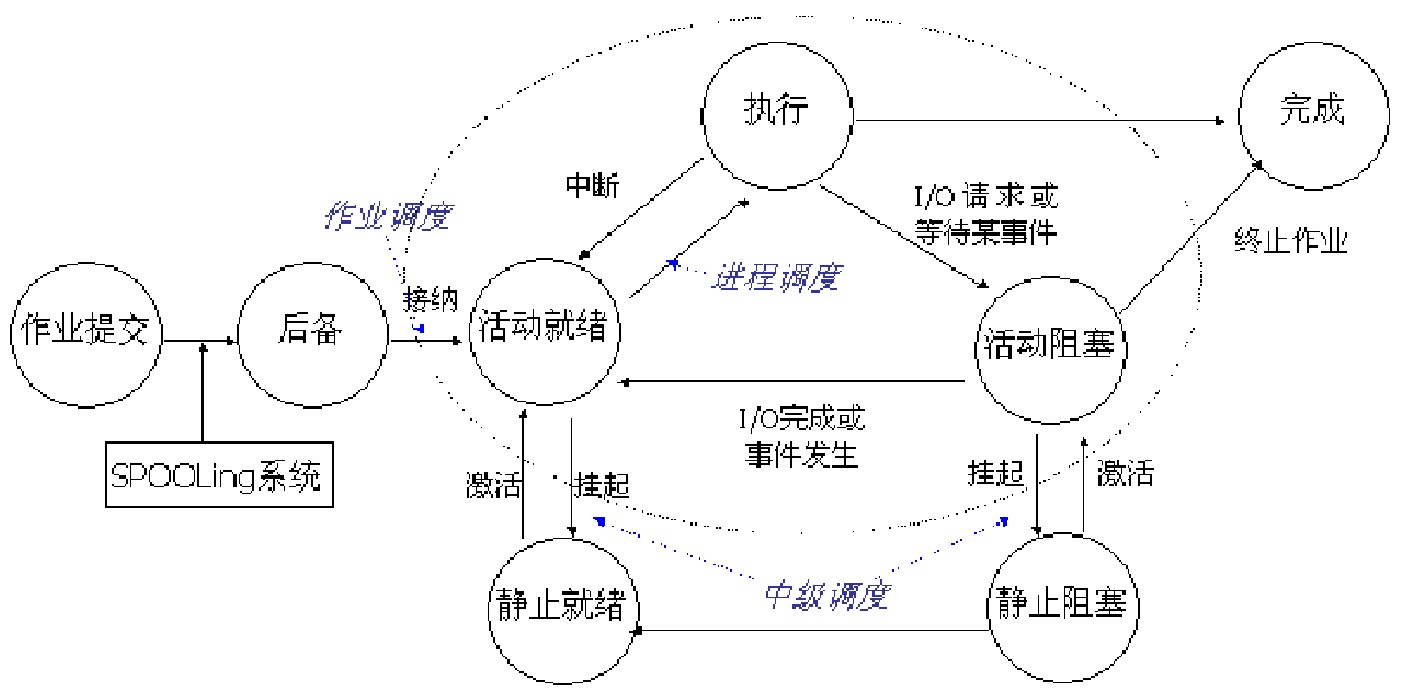 执行
完成
中断
I/O 请求或
等待某事件
作业调度
终止作业
进程调度
接纳
作业提交
后备
活动就绪
活动阻塞
I/O完成或
事件发生
SPOOLing系统
激活
挂起
挂起
激活
中级调度
静止就绪
静止阻塞